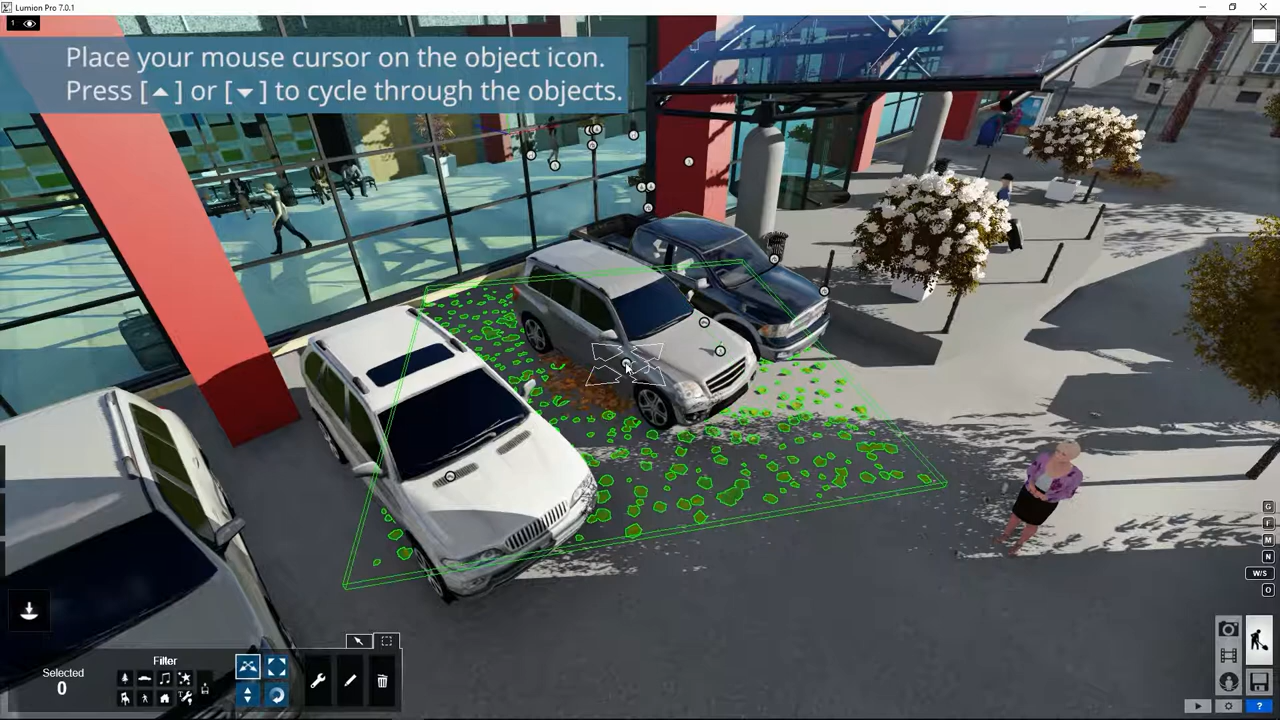 Lumion Pro 7.0.1
1
Place your mouse cursor on the object icon.
Press [▲] or [▼] to cycle through the objects.
G
F
M
N
W/S
O
Filter
Selected
0
?